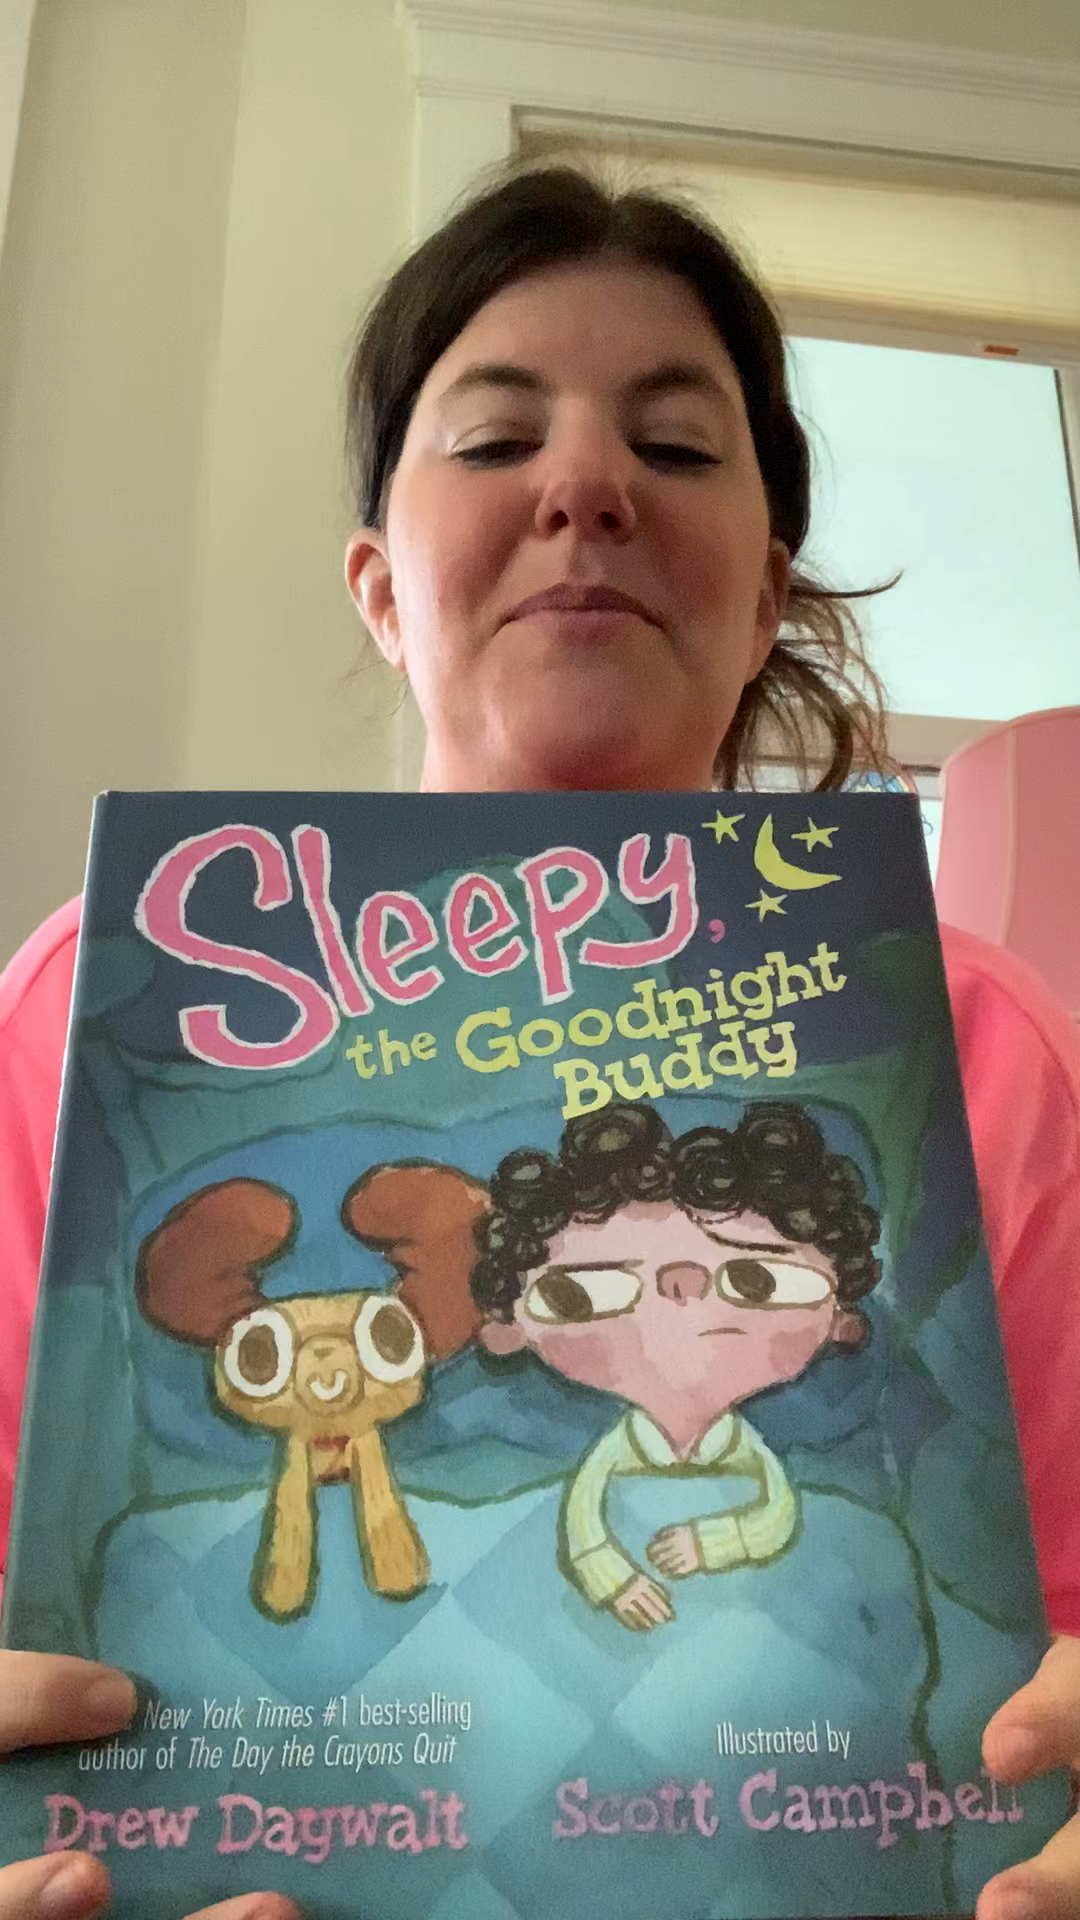 Sleepy,
the Goodnight
Buddy
New York Times #1 best-selling
author of The Day the Crayons Quit
Drew Daywalt
Illustrated by
Scott Campbell